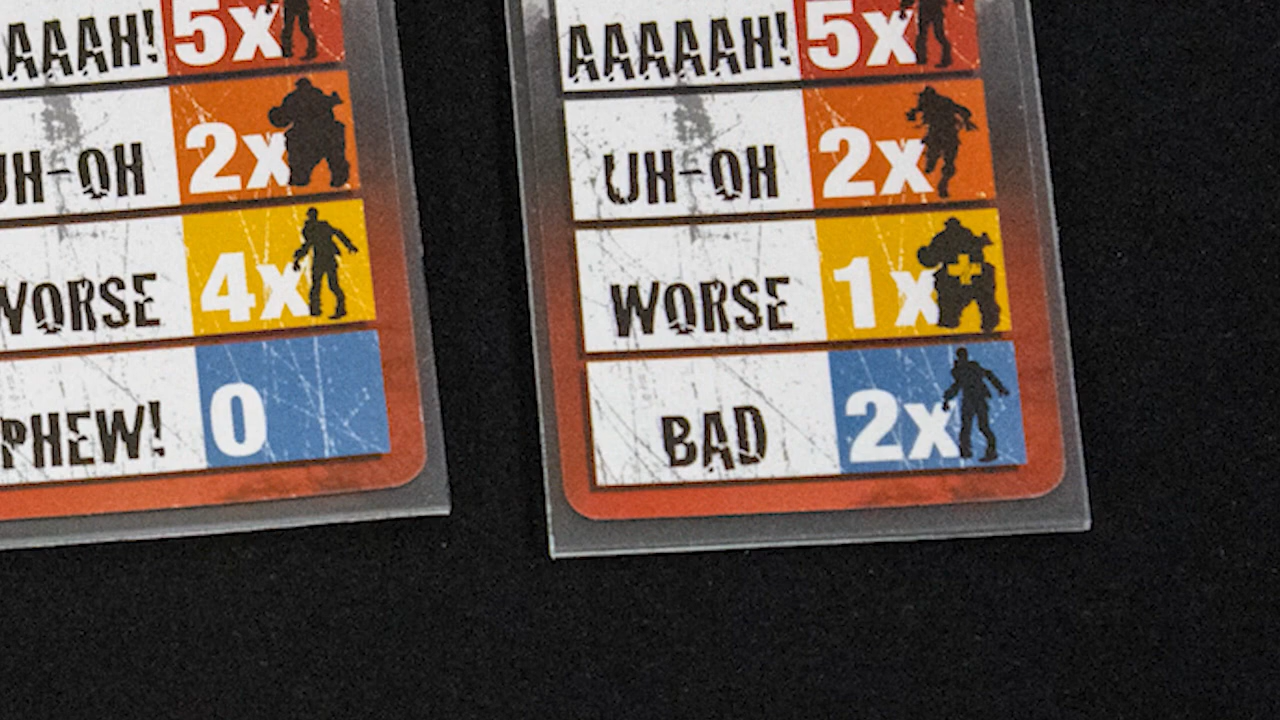 AAAAH! 5x
UH-OH 2x
WORSE 4x
PHEW! 0
AAAAAH! 5x
UH-OH 2x
WORSE 1x
BAD 2x